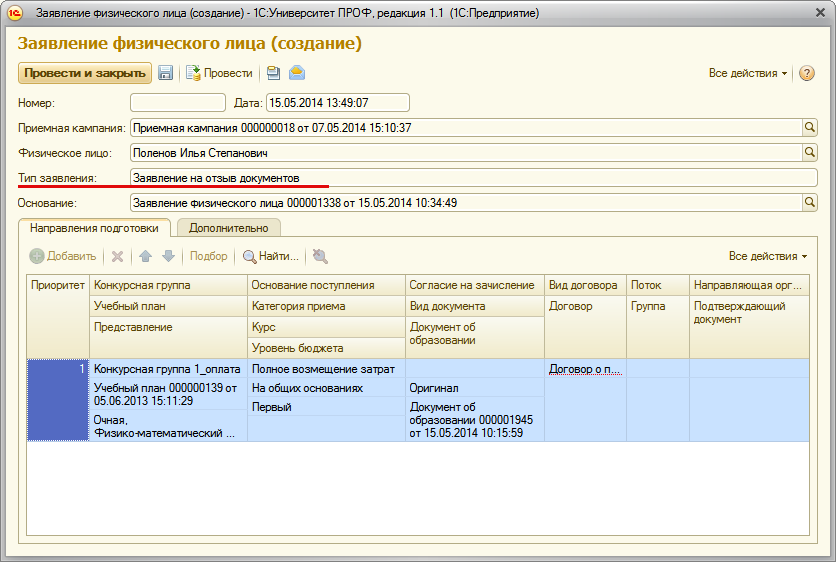 Заявление физического лица (создание) - 1С:Университет ПРОФ, редакция 1.1 (1С:Предприятие)
Заявление физического лица (создание)
Провести и закрыть Провести Все действия
Номер: Дата: 15.05.2014 13:49:07
Приемная кампания: Приемная кампания 000000018 от 07.05.2014 15:10:37
Физическое лицо: Поленов Илья Степанович
Тип заявления: Заявление на отзыв документов
Основание: Заявление физического лица 000001338 от 15.05.2014 10:34:49
Направления подготовки Дополнительно
Добавить Подбор Найти... Все действия
Приоритет Конкурсная группа Основание поступления Согласие на зачисление Вид договора Поток Направляющая орг...
Учебный план Категория приема Вид документа Договор Группа Подтверждающий документ
Представление Курс Документ об образовании
Уровень бюджета
1 Конкурсная группа 1_оплата Полное возмещение затрат Договор о п...
Учебный план 000000139 от 05.06.2013 15:11:29 На общих основаниях Оригинал
Очная, Физико-математический ... Первый Документ об образовании 000001945 от 15.05.2014 10:15:59